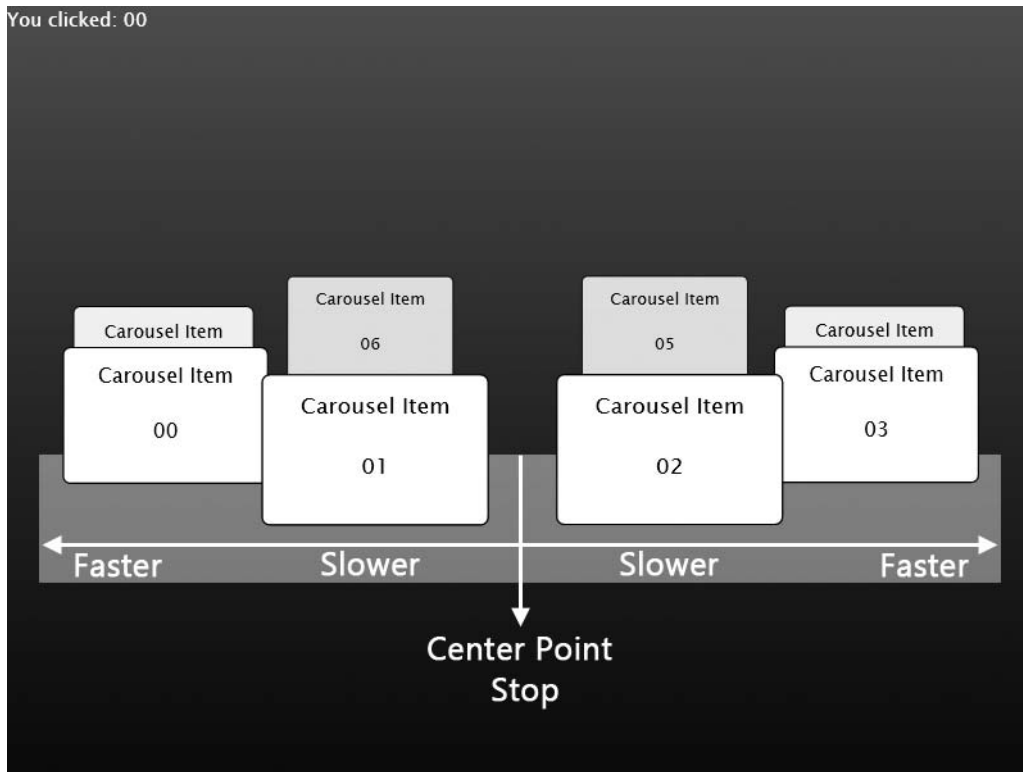 You clicked: 00
Carousel Item
06
Carousel Item
05
Carousel Item
Carousel Item
Carousel Item
00
Carousel Item
03
Carousel Item
01
Carousel Item
02
Faster Slower Slower Faster
Center Point
Stop